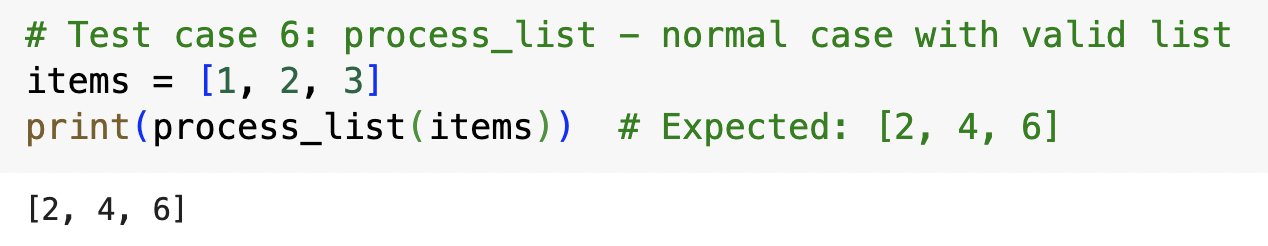 # Test case 6: process_list – normal case with valid list
items = [1, 2, 3]
print(process_list(items))  # Expected: [2, 4, 6]
[2, 4, 6]